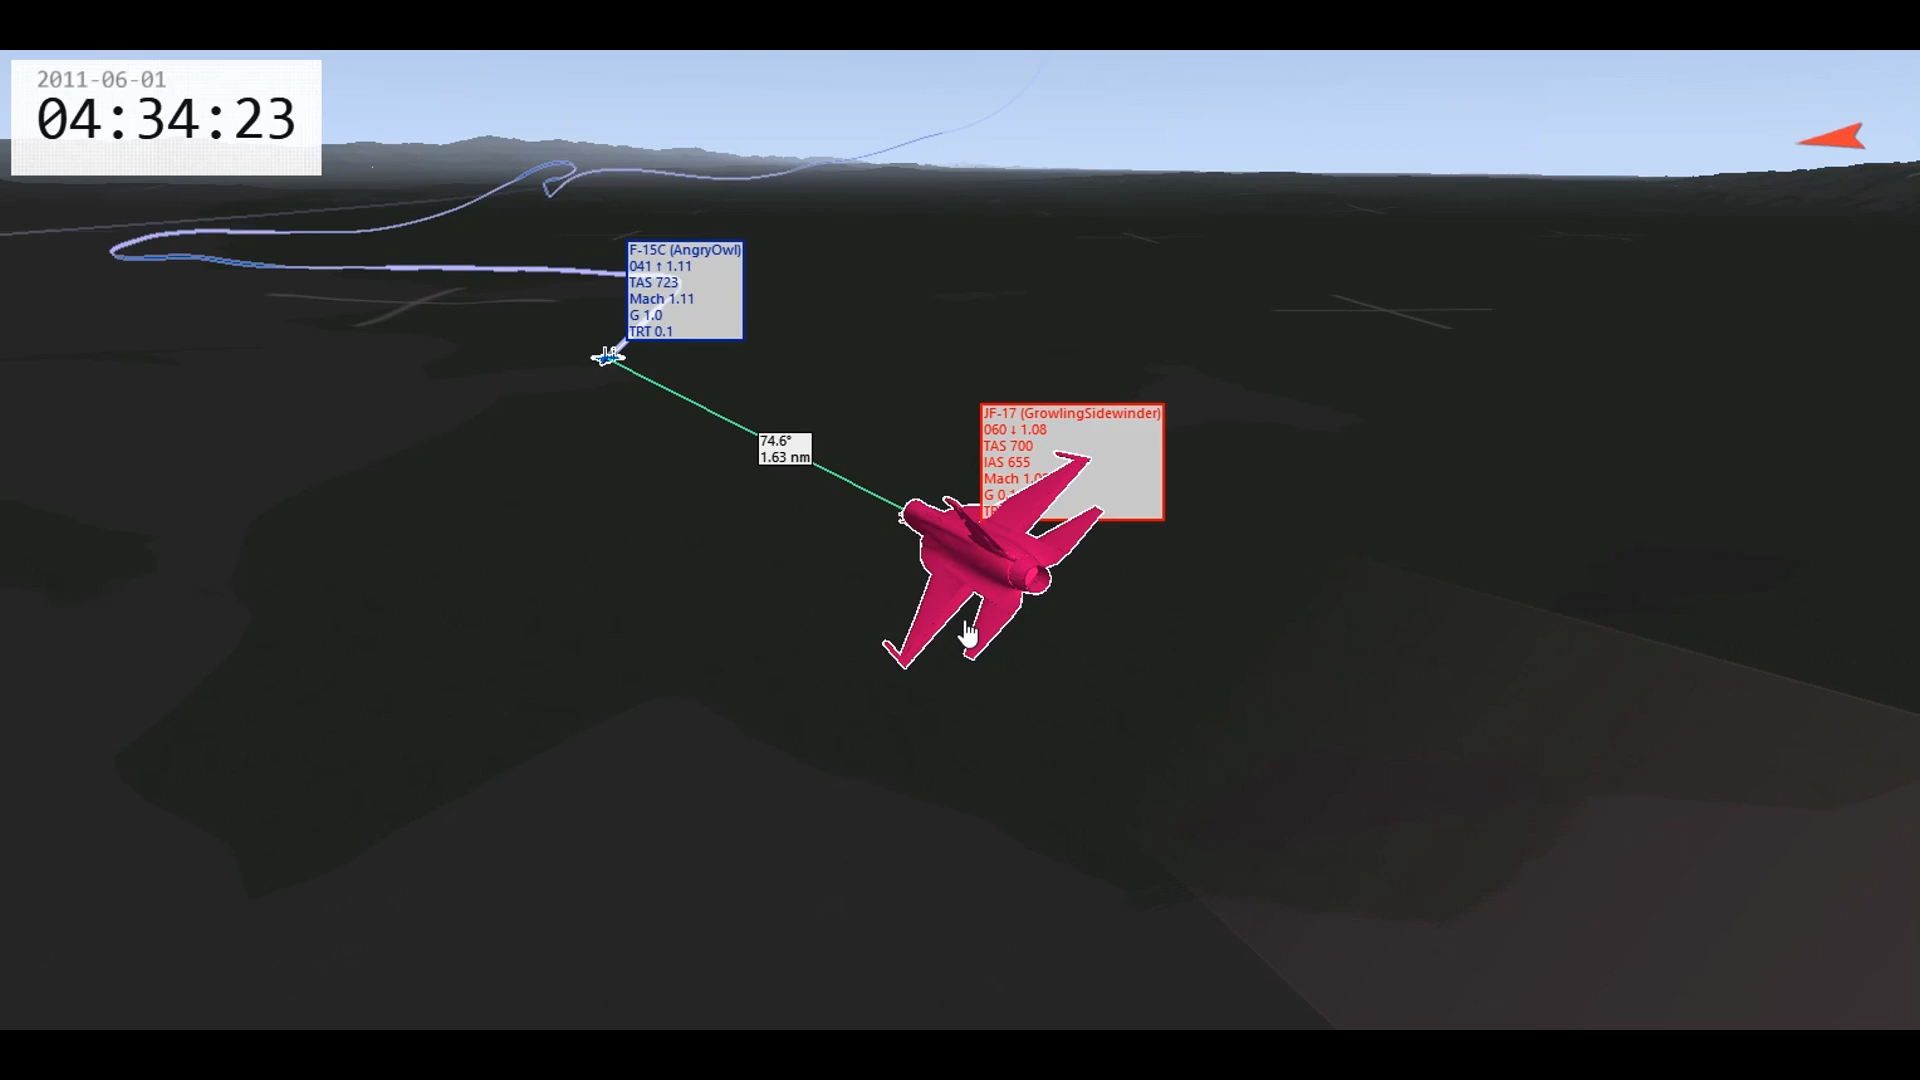 2011-06-01
04:34:23
F-15C (AngryOwl)
041 ↑ 1.11
TAS 723
Mach 1.11
G 1.0
TRT 0.1
74.6°
1.63 nm
JF-17 (GrowlingSidewinder)
060 ↓ 1.08
TAS 700
IAS 655
Mach